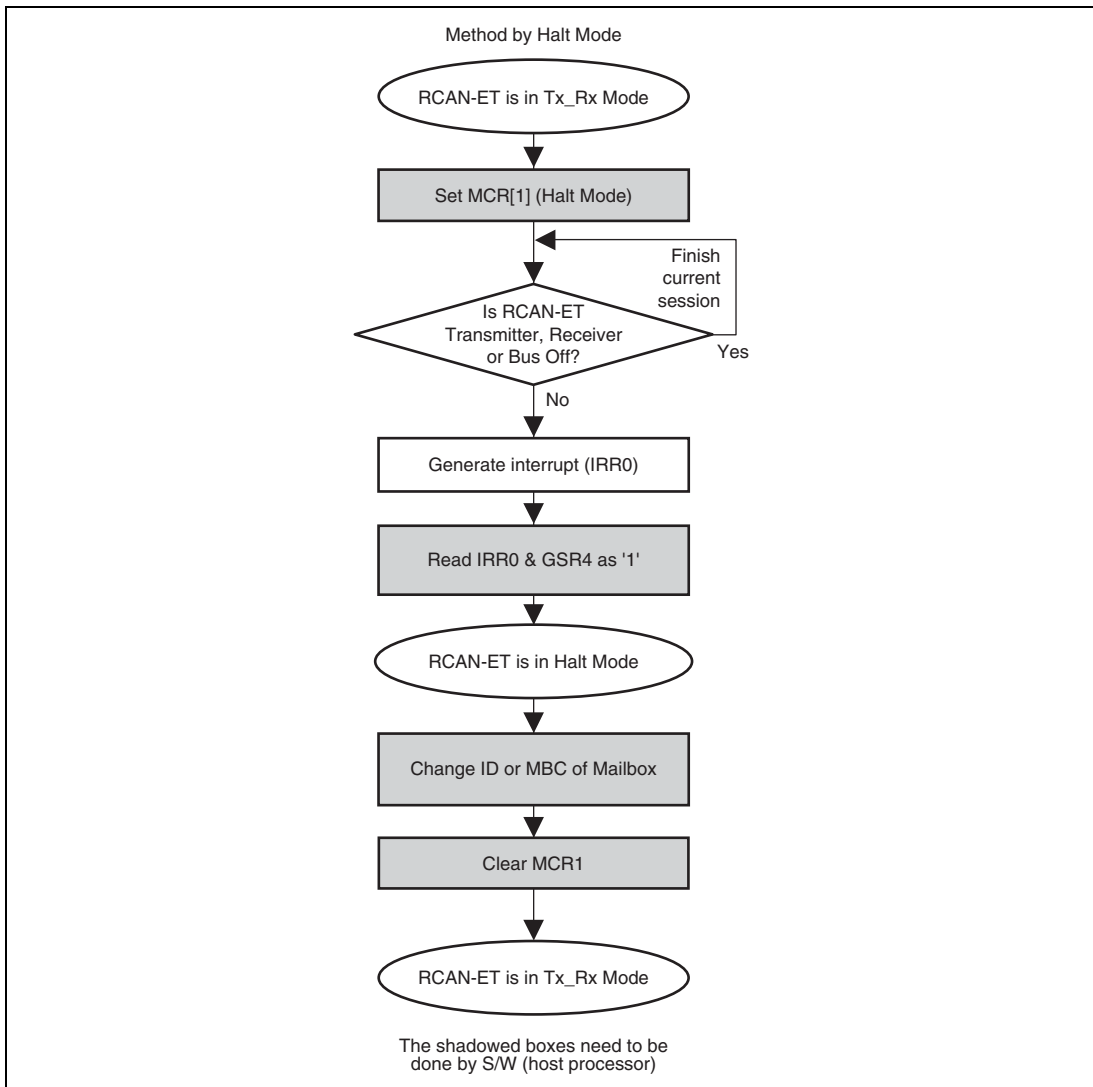 Method by Halt Mode
RCAN-ET is in Tx_Rx Mode
Set MCR[1] (Halt Mode)
Finish
current
session
Is RCAN-ET
Transmitter, Receiver
or Bus Off?
Yes
No
Generate interrupt (IRR0)
Read IRR0 & GSR4 as '1'
RCAN-ET is in Halt Mode
Change ID or MBC of Mailbox
Clear MCR1
RCAN-ET is in Tx_Rx Mode
The shadowed boxes need to be
done by S/W (host processor)